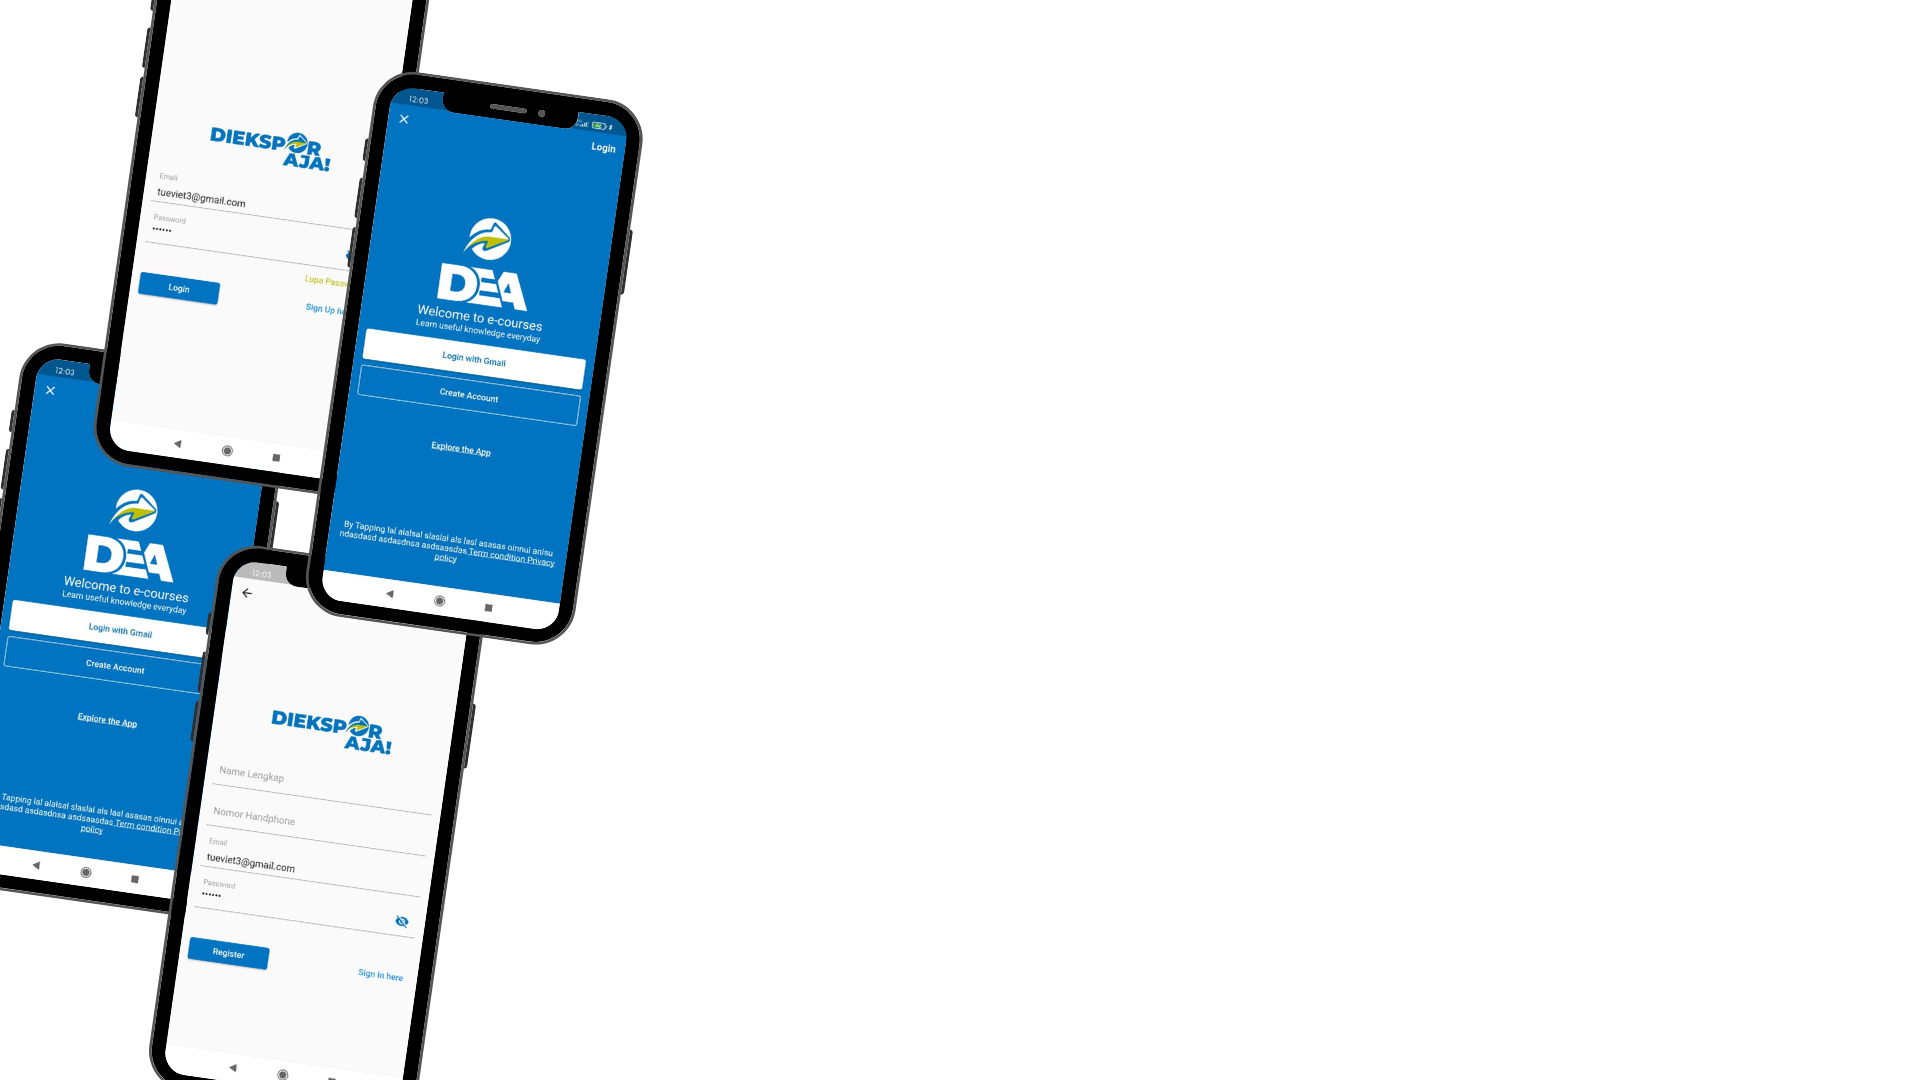 DIEKSPOR
AJA!
Email
tueviet3@gmail.com
Password
••••••
Login
Lupa
Sign Up
12:03
Login
DEA
Welcome to e-courses
Learn useful knowledge everyday
Login with Gmail
Create Account
Explore the App
By Tapping lal alalsal slaslal als lasl asasas oinnui anisu
ndasdasd asdasdnsa asdsaasdas Term condition Privacy
policy
12:03
DEA
Welcome to e-courses
Learn useful knowledge everyday
Login with Gmail
Create Account
Explore the App
Tapping lal alalsal slaslal als lasl asasas oinnui
sdasd asdasdnsa asdsaasdas Term condition
policy
12:03
DIEKSPOR
AJA!
Name Lengkap
Nomor Handphone
Email
tueviet3@gmail.com
Password
••••••
Register
Sign In here